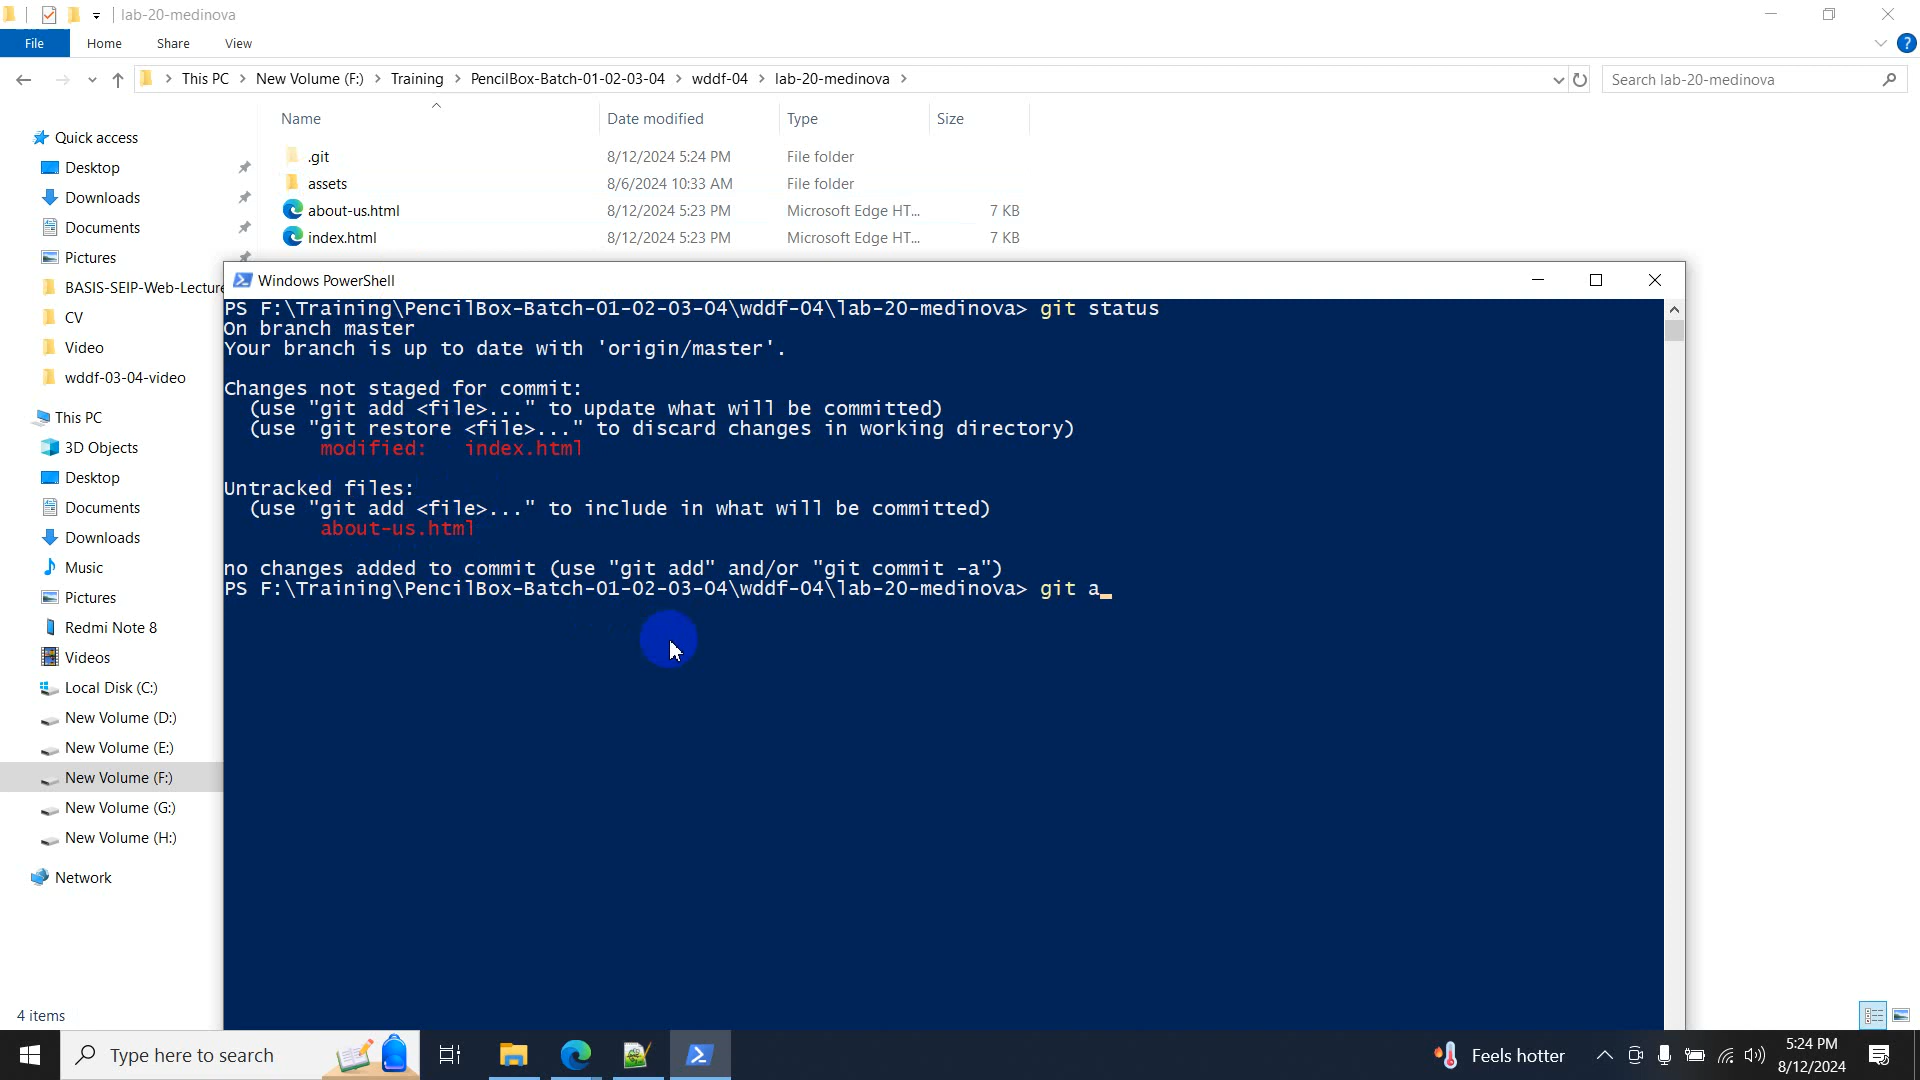 lab-20-medinova
File Home Share View
This PC New Volume (F:) Training PencilBox-Batch-01-02-03-04 wddf-04 lab-20-medinova
Search lab-20-medinova
Name Date modified Type Size
.git 8/12/2024 5:24 PM File folder
assets 8/6/2024 10:33 AM File folder
about-us.html 8/12/2024 5:23 PM Microsoft Edge HT... 7 KB
index.html 8/12/2024 5:23 PM Microsoft Edge HT... 7 KB
Quick access
Desktop
Downloads
Documents
Pictures
BASIS-SEIP-Web-Lecture
CV
Video
wddf-03-04-video
This PC
3D Objects
Desktop
Documents
Downloads
Music
Pictures
Redmi Note 8
Videos
Local Disk (C:)
New Volume (D:)
New Volume (E:)
New Volume (F:)
New Volume (G:)
New Volume (H:)
Network
4 items
Windows PowerShell
PS F:\Training\PencilBox-Batch-01-02-03-04\wddf-04\lab-20-medinova> git status
On branch master
Your branch is up to date with 'origin/master'.
Changes not staged for commit:
(use "git add <file>..." to update what will be committed)
(use "git restore <file>..." to discard changes in working directory)
modified: index.html
Untracked files:
(use "git add <file>..." to include in what will be committed)
about-us.html
no changes added to commit (use "git add" and/or "git commit -a")
PS F:\Training\PencilBox-Batch-01-02-03-04\wddf-04\lab-20-medinova> git a_
Type here to search
Feels hotter
5:24 PM
8/12/2024